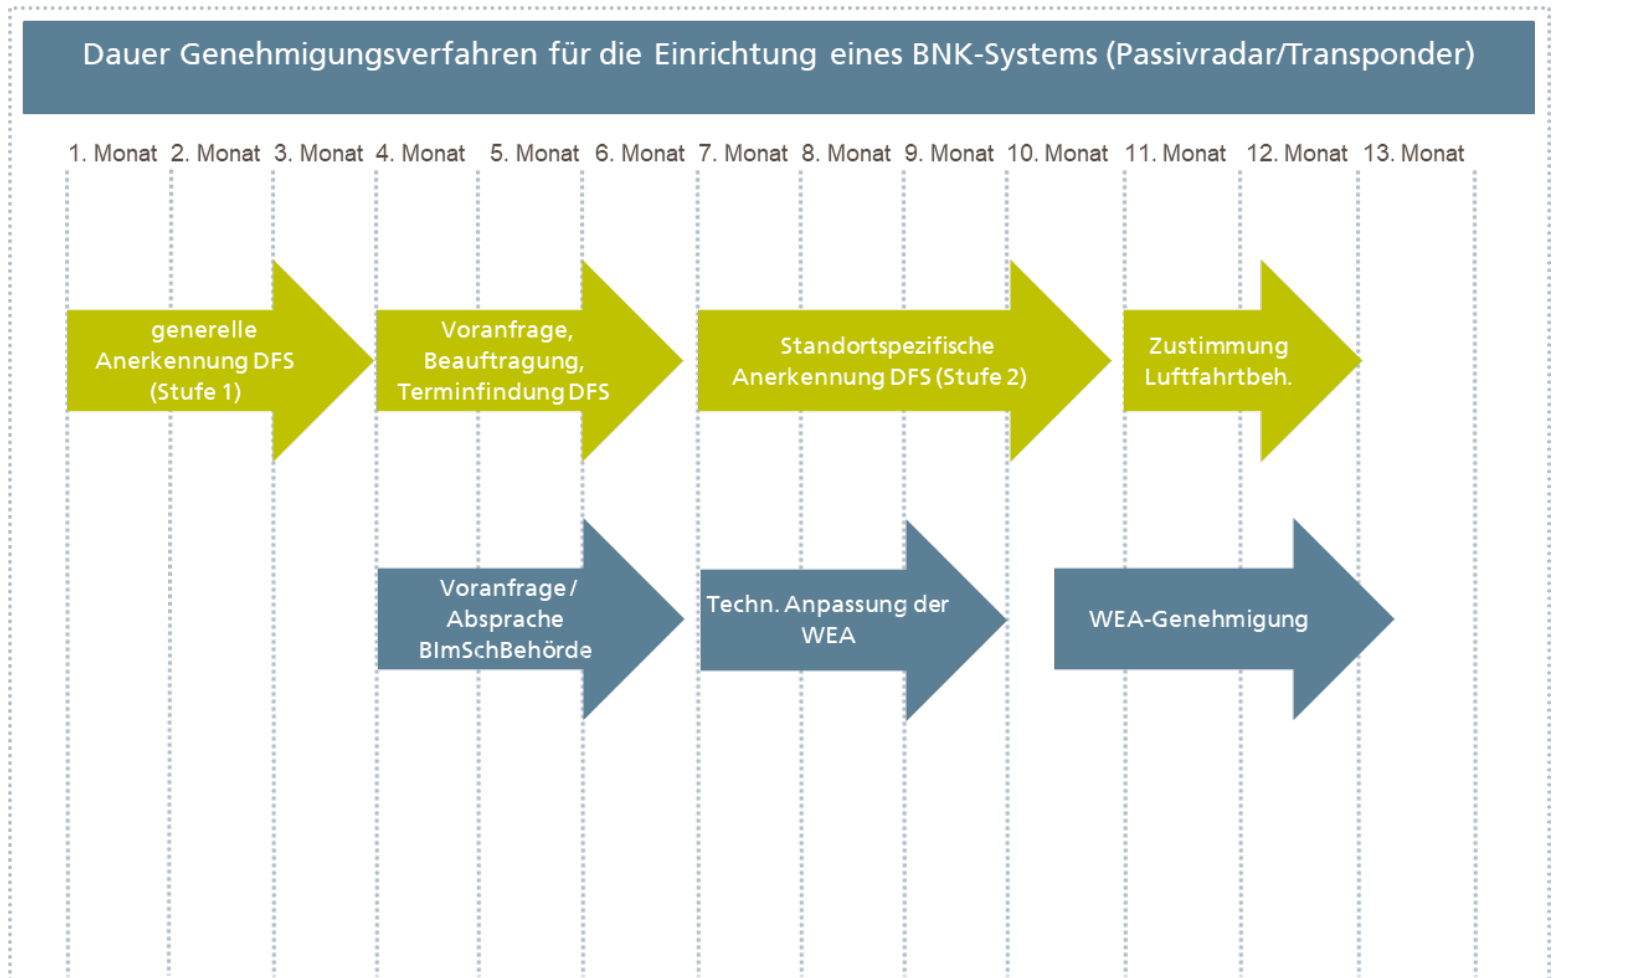 Dauer Genehmigungsverfahren für die Einrichtung eines BNK-Systems (Passivradar/Transponder)
1. Monat 2. Monat 3. Monat 4. Monat 5. Monat 6. Monat 7. Monat 8. Monat 9. Monat 10. Monat 11. Monat 12. Monat 13. Monat
generelle
Anerkennung DFS
(Stufe 1)
Voranfrage,
Beauftragung,
Terminfindung DFS
Standortspezifische
Anerkennung DFS (Stufe 2)
Zustimmung
Luftfahrtbeh.
Voranfrage /
Absprache
BImSchBehörde
Techn. Anpassung der
WEA
WEA-Genehmigung